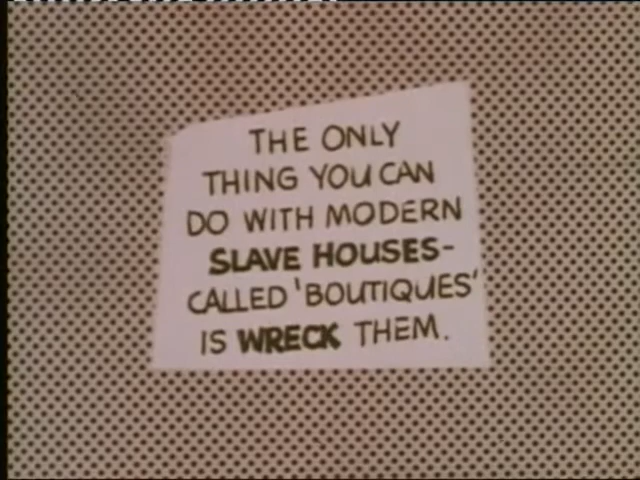 THE ONLY
THING YOU CAN
DO WITH MODERN
SLAVE HOUSES-
CALLED 'BOUTIQUES'
IS WRECK THEM.